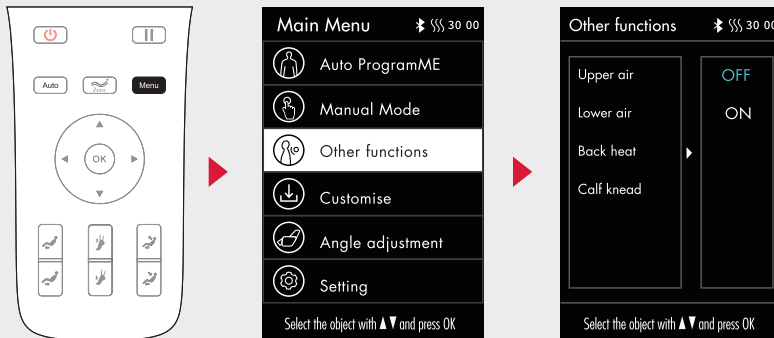 Auto
Zero
Menu
OK
Main Menu 30 00
Auto ProgramME
Manual Mode
Other functions
Customise
Angle adjustment
Setting
Select the object with ▲▼ and press OK
Other functions 30 00
Upper air OFF
Lower air ON
Back heat
Calf knead
Select the object with ▲▼ and press OK